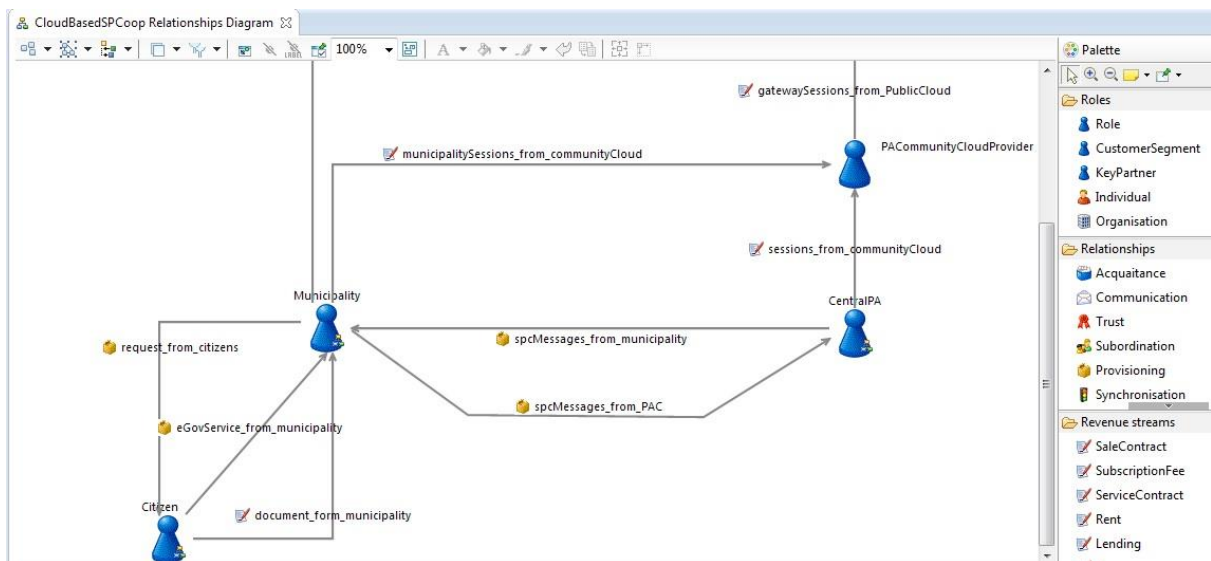 CloudBasedSPCoop Relationships Diagram
100%
A
gatewaySessions_from_PublicCloud
municipalitySessions_from_communityCloud
PACommunityCloudProvider
sessions_from_communityCloud
Municipality
CentralPA
request_from_citizens
spcMessages_from_municipality
spcMessages_from_PAC
eGovService_from_municipality
Citizen
document_form_municipality
Palette
Roles
Role
CustomerSegment
KeyPartner
Individual
Organisation
Relationships
Acquaitance
Communication
Trust
Subordination
Provisioning
Synchronisation
Revenue streams
SaleContract
SubscriptionFee
ServiceContract
Rent
Lending